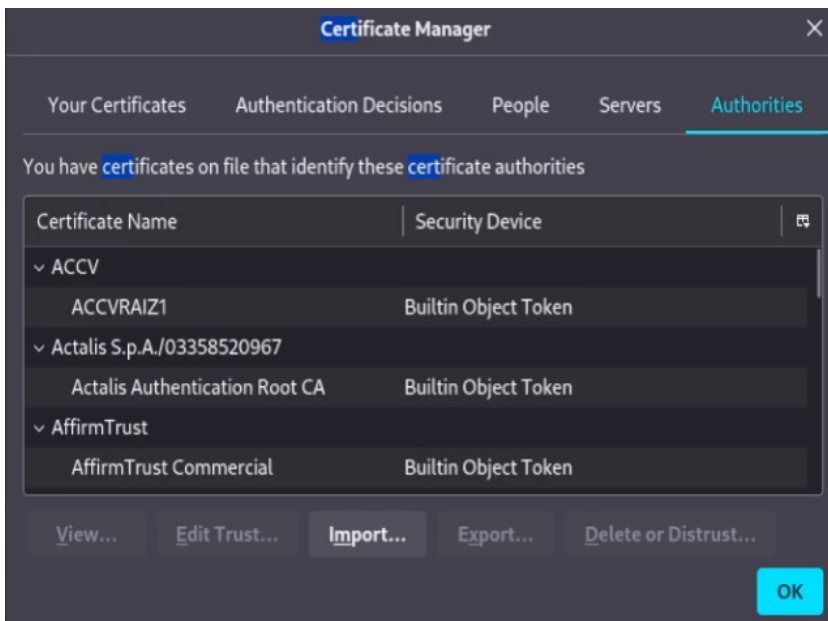 Certificate Manager
Your Certificates Authentication Decisions People Servers Authorities
You have certificates on file that identify these certificate authorities
Certificate Name Security Device
ACCV
ACCVRAIZ1 Builtin Object Token
Actalis S.p.A./03358520967
Actalis Authentication Root CA Builtin Object Token
AffirmTrust
AffirmTrust Commercial Builtin Object Token
View... Edit Trust... Import... Export... Delete or Distrust...
OK